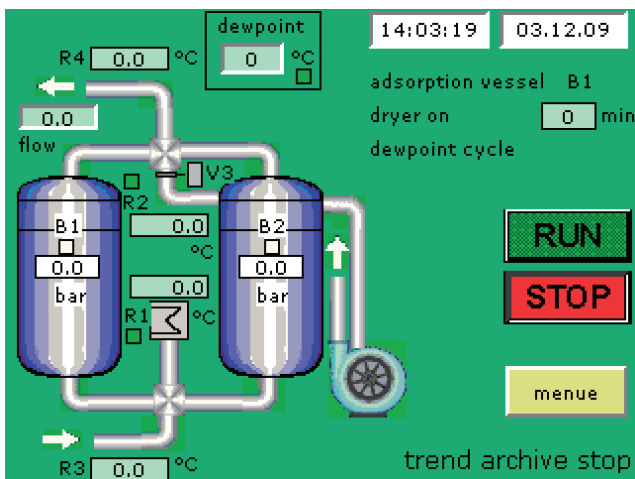 dewpoint
14:03:19 03.12.09
R4 0.0 °C 0 °C
adsorption vessel B1
0.0 dryer on 0 min
flow dewpoint cycle
V3
R2
B1 0.0 B2
°C
0.0 0.0
bar 0.0 bar
R1 °C
RUN
STOP
menue
R3 0.0 °C trend archive stop